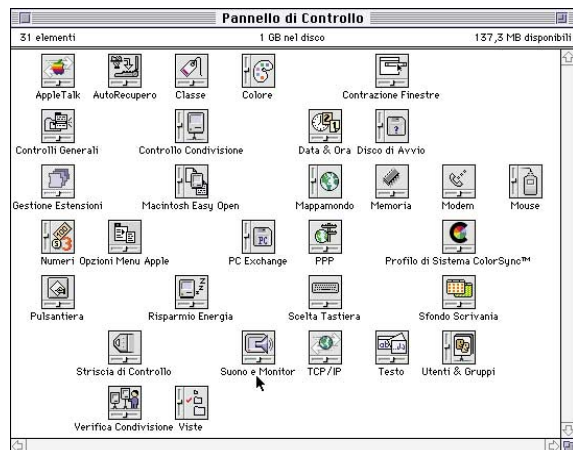 Pannello di Controllo
31 elementi 1 GB nel disco 137,3 MB disponibili
AppleTalk AutoRecupero Classe Colore Contrazione Finestre
Controlli Generali Controllo Condivisione Data & Ora Disco di Avvio
Gestione Estensioni Macintosh Easy Open Mappamondo Memoria Modem Mouse
Numeri Opzioni Menu Apple PC Exchange PPP Profilo di Sistema ColorSync™
Pulsantiera Risparmio Energia Scelta Tastiera Sfondo Scrivania
Striscia di Controllo Suono e Monitor TCP/IP Testo Utenti & Gruppi
Verifica Condivisione Viste